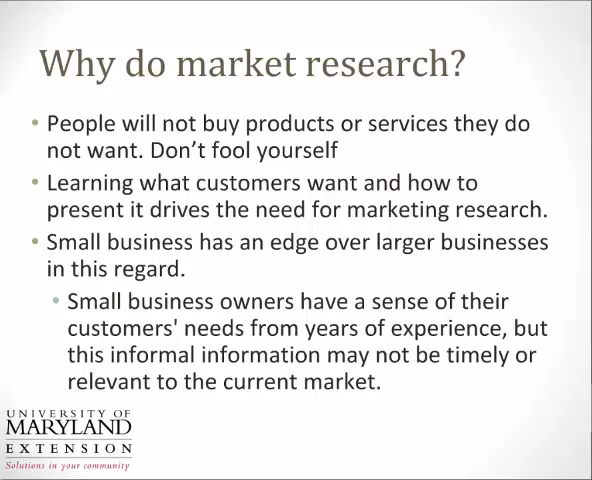 Why do market research?
• People will not buy products or services they do
not want. Don’t fool yourself
• Learning what customers want and how to
present it drives the need for marketing research.
• Small business has an edge over larger businesses
in this regard.
• Small business owners have a sense of their
customers' needs from years of experience, but
this informal information may not be timely or
relevant to the current market.
UNIVERSITY OF
MARYLAND
EXTENSION
Solutions in your community